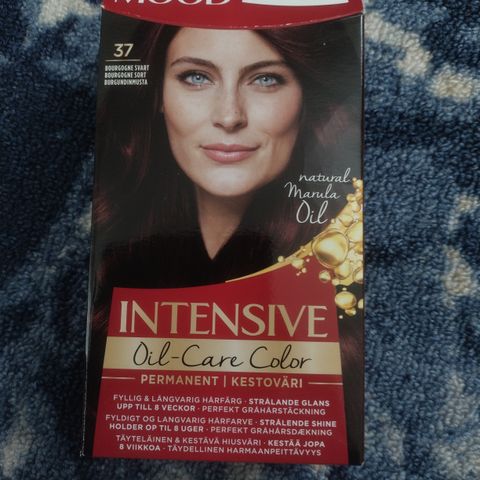 MOOD
37
BOURGOGNE SVART
BOURGOGNE SORT
BURGUNDINMUSTA
natural
Marula
Oil
INTENSIVE
Oil-Care Color
PERMANENT | KESTOVÄRI
FYLLIG & LÅNGVARIG HÅRFÄRG • STRÅLANDE GLANS
UPP TILL 8 VECKOR • PERFEKT GRÅHÅRSTÄCKNING
FYLDIGT OG LANGVARIG HÅRFARVE • STRÅLENDE SHINE
HOLDER OP TIL 8 UGER • PERFEKT GRÅHÅRSDÆKNING
TÄYTELÄINEN & KESTÄVÄ HIUSVÄRI • KESTÄÄ JOPA
8 VIIKKOA • TÄYDELLINEN HARMAANPEITTÄVYYS